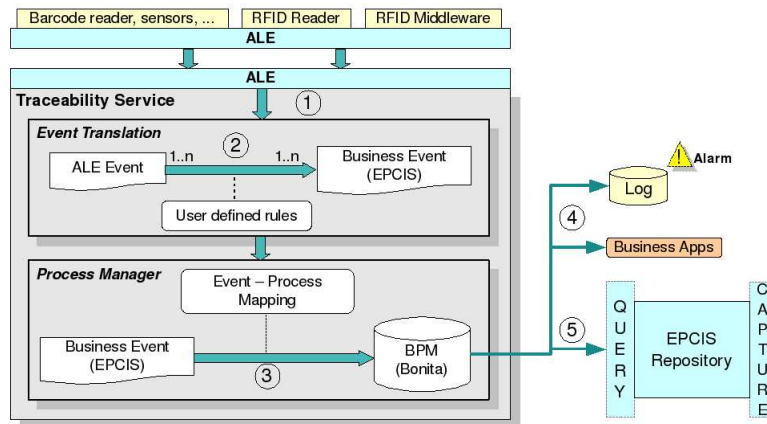 Barcode reader, sensors, ...
RFID Reader
RFID Middleware
ALE
ALE
Traceability Service
1
Event Translation
2
1..n
1..n
ALE Event
Business Event
(EPCIS)
User defined rules
Process Manager
Event – Process
Mapping
Business Event
(EPCIS)
3
BPM
(Bonita)
Alarm
Log
4
Business Apps
5
QUERY
EPCIS
Repository
CAPTURE